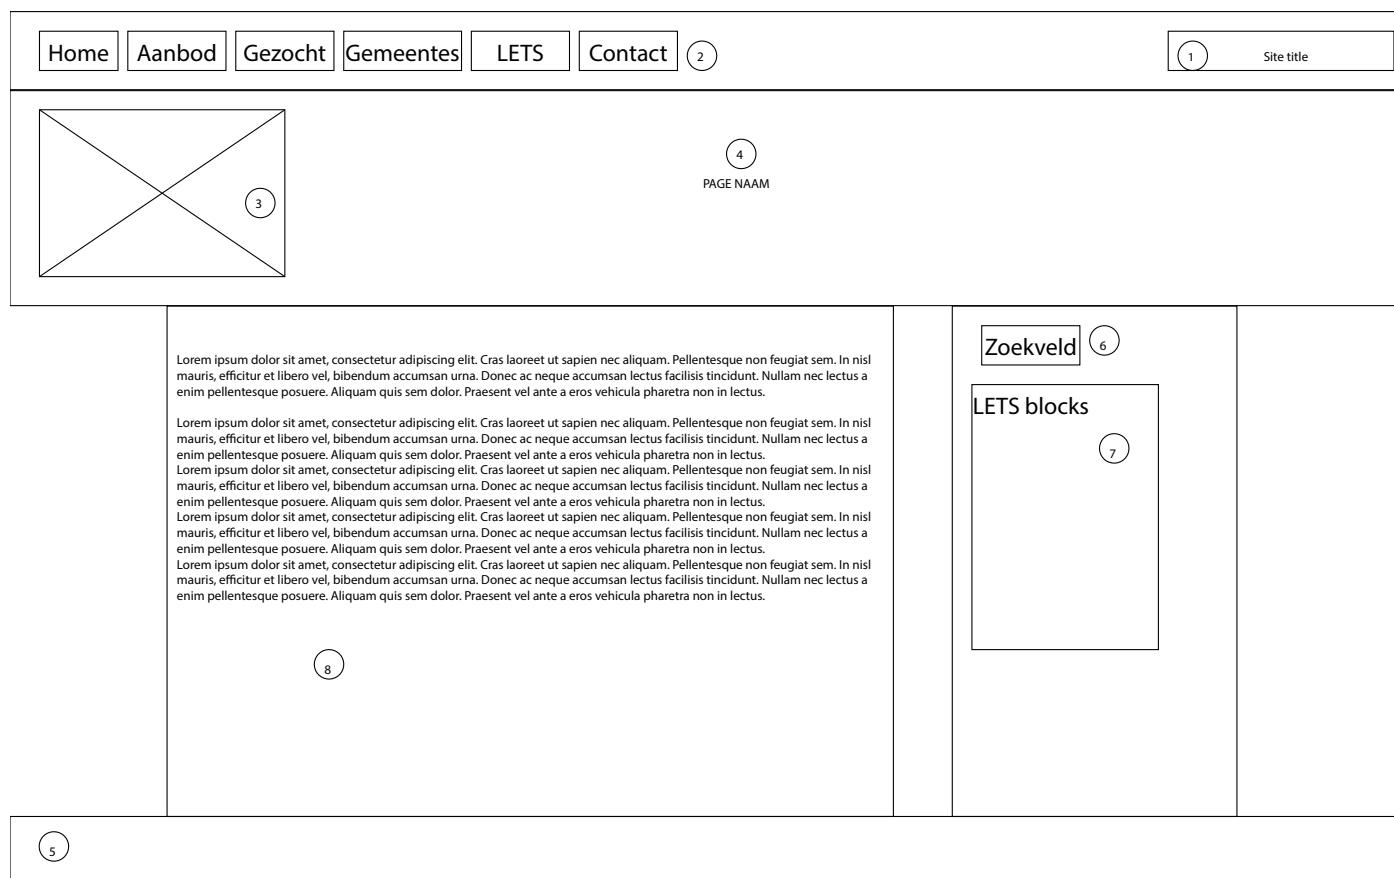 Home
Aanbod
Gezocht
Gemeentes
LETS
Contact
2
1
Site title
3
4
PAGE NAAM
Lorem ipsum dolor sit amet, consectetur adipiscing elit. Cras laoreet ut sapien nec aliquam. Pellentesque non feugiat sem. In nisl
mauris, efficitur et libero vel, bibendum accumsan urna. Donec ac neque accumsan lectus facilisis tincidunt. Nullam nec lectus a
enim pellentesque posuere. Aliquam quis sem dolor. Praesent vel ante a eros vehicula pharetra non in lectus.
Lorem ipsum dolor sit amet, consectetur adipiscing elit. Cras laoreet ut sapien nec aliquam. Pellentesque non feugiat sem. In nisl
mauris, efficitur et libero vel, bibendum accumsan urna. Donec ac neque accumsan lectus facilisis tincidunt. Nullam nec lectus a
enim pellentesque posuere. Aliquam quis sem dolor. Praesent vel ante a eros vehicula pharetra non in lectus.
Lorem ipsum dolor sit amet, consectetur adipiscing elit. Cras laoreet ut sapien nec aliquam. Pellentesque non feugiat sem. In nisl
mauris, efficitur et libero vel, bibendum accumsan urna. Donec ac neque accumsan lectus facilisis tincidunt. Nullam nec lectus a
enim pellentesque posuere. Aliquam quis sem dolor. Praesent vel ante a eros vehicula pharetra non in lectus.
Lorem ipsum dolor sit amet, consectetur adipiscing elit. Cras laoreet ut sapien nec aliquam. Pellentesque non feugiat sem. In nisl
mauris, efficitur et libero vel, bibendum accumsan urna. Donec ac neque accumsan lectus facilisis tincidunt. Nullam nec lectus a
enim pellentesque posuere. Aliquam quis sem dolor. Praesent vel ante a eros vehicula pharetra non in lectus.
Lorem ipsum dolor sit amet, consectetur adipiscing elit. Cras laoreet ut sapien nec aliquam. Pellentesque non feugiat sem. In nisl
mauris, efficitur et libero vel, bibendum accumsan urna. Donec ac neque accumsan lectus facilisis tincidunt. Nullam nec lectus a
enim pellentesque posuere. Aliquam quis sem dolor. Praesent vel ante a eros vehicula pharetra non in lectus.
8
Zoekveld
6
LETS blocks
7
5